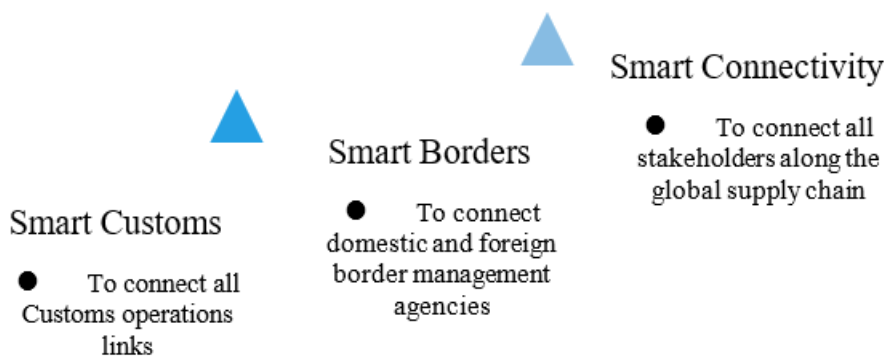 Smart Customs
● To connect all
Customs operations
links
Smart Borders
● To connect
domestic and foreign
border management
agencies
Smart Connectivity
● To connect all
stakeholders along the
global supply chain